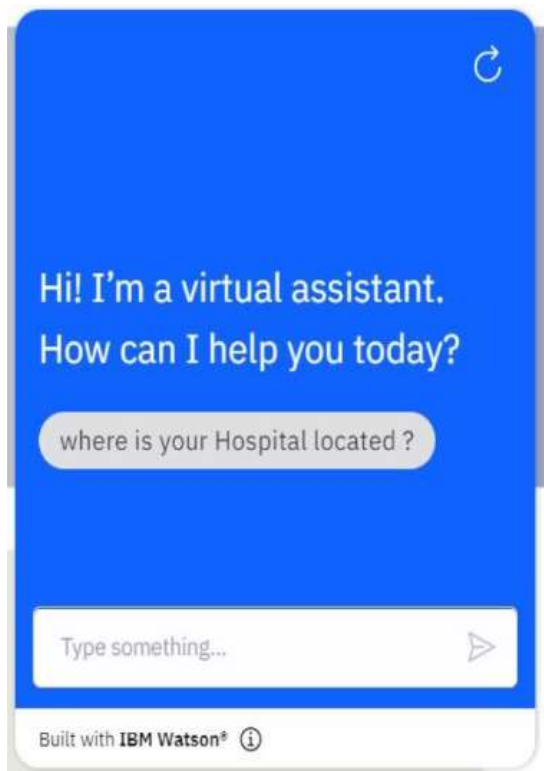 Hi! I'm a virtual assistant.
How can I help you today?
where is your Hospital located ?
Type something...
Built with IBM Watson®